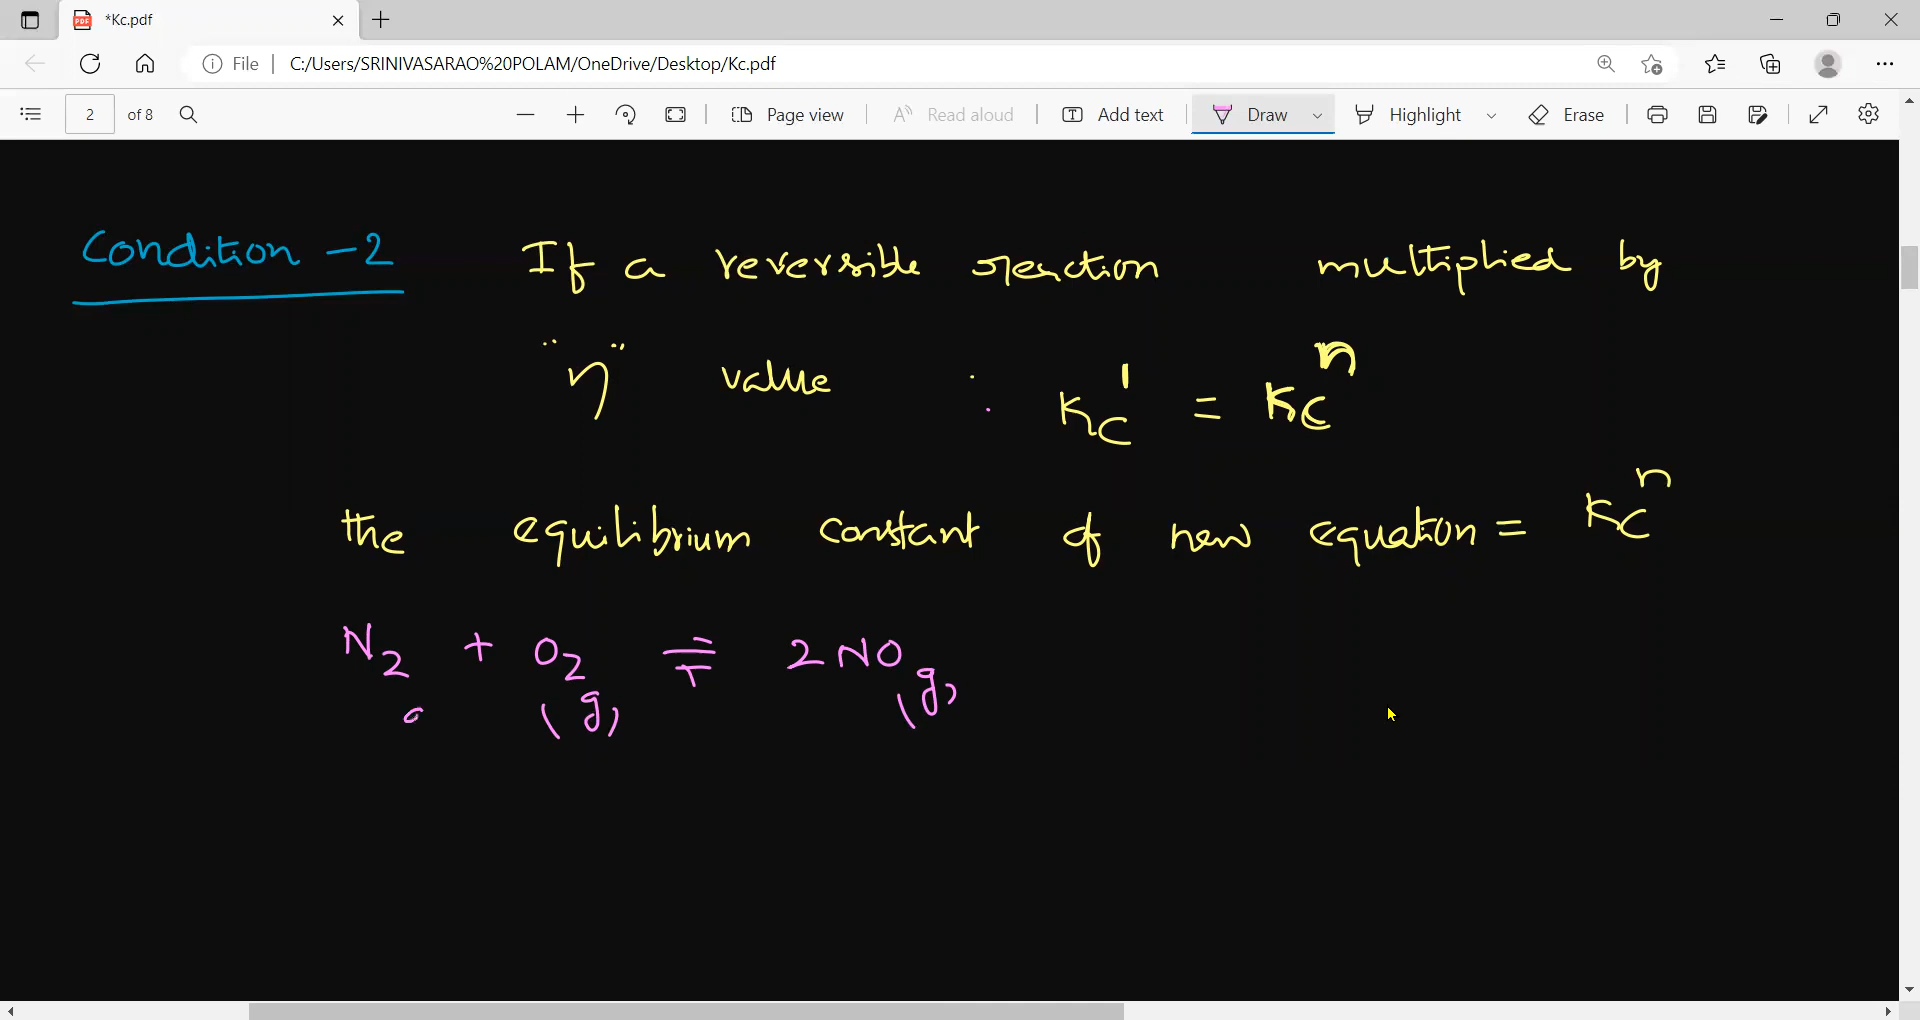 *Kc.pdf
File | C:/Users/SRINIVASARAO%20POLAM/OneDrive/Desktop/Kc.pdf
2 of 8 Page view Read aloud Add text Draw Highlight Erase
Condition - 2 If a reversible reaction multiplied by
"n" value : Kc' = Kc^n
the equilibrium constant of new equation = Kc^n
N2 + O2 ⇌ 2NO
(g) (g)